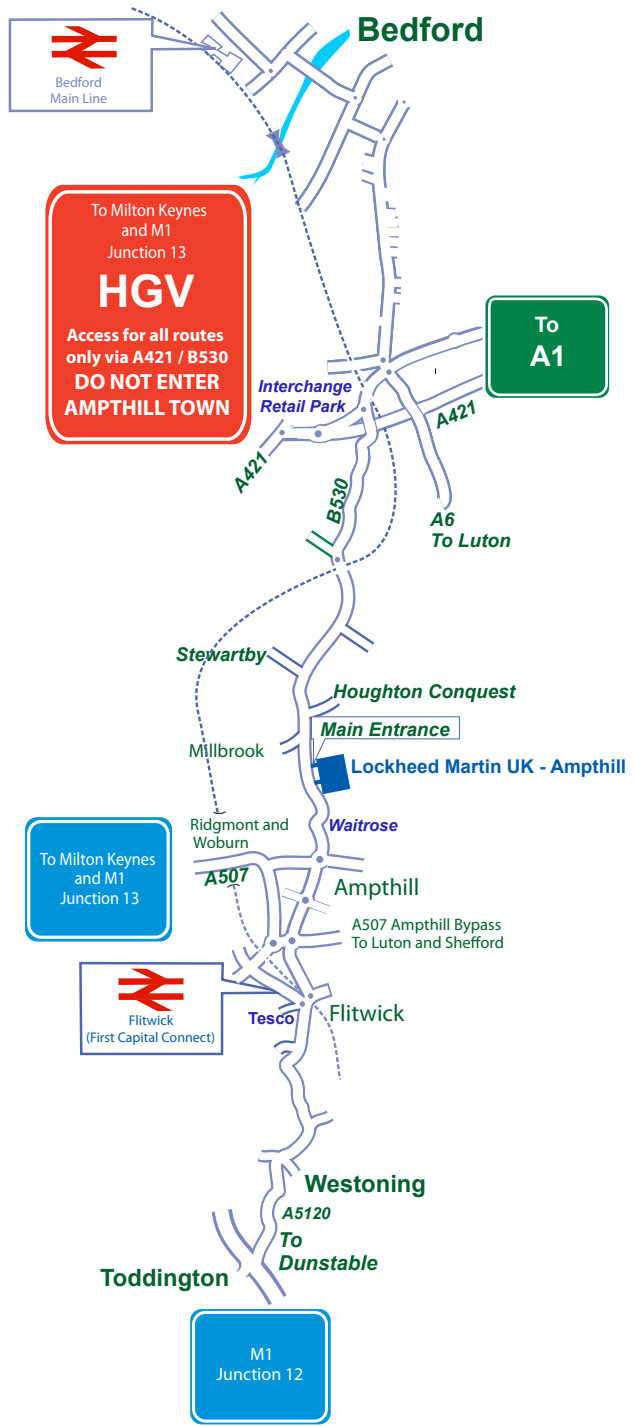 Bedford
Bedford
Main Line
To Milton Keynes
and M1
Junction 13
HGV
Access for all routes
only via A421 / B530
DO NOT ENTER
AMPTHILL TOWN
To
A1
Interchange
Retail Park
A421
A421
B530
A6
To Luton
Stewartby
Houghton Conquest
Main Entrance
Millbrook
Lockheed Martin UK - Ampthill
Waitrose
Ridgmont and
Woburn
To Milton Keynes
and M1
Junction 13
A507
Ampthill
A507 Ampthill Bypass
To Luton and Shefford
Flitwick
(First Capital Connect)
Tesco
Flitwick
Westoning
A5120
To
Dunstable
Toddington
M1
Junction 12